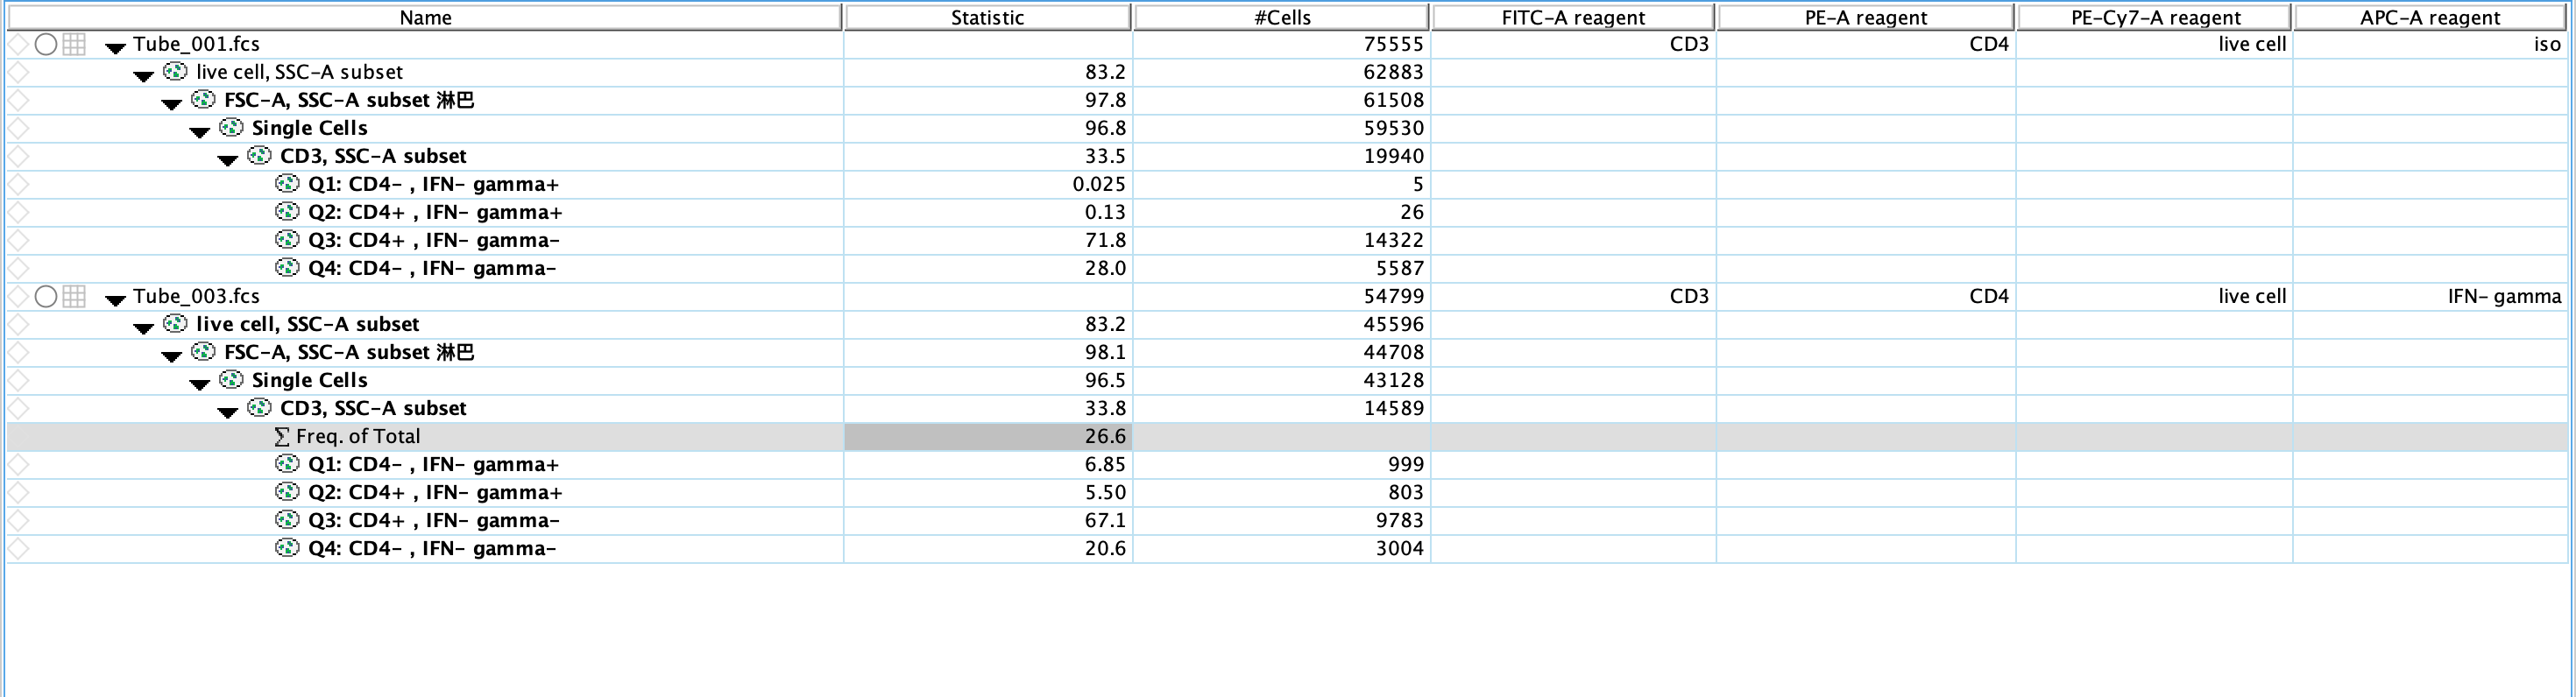 Name Statistic #Cells FITC-A reagent PE-A reagent PE-Cy7-A reagent APC-A reagent
Tube_001.fcs 75555 CD3 CD4 live cell iso
live cell, SSC-A subset 83.2 62883
FSC-A, SSC-A subset 淋巴 97.8 61508
Single Cells 96.8 59530
CD3, SSC-A subset 33.5 19940
Q1: CD4- , IFN- gamma+ 0.025 5
Q2: CD4+ , IFN- gamma+ 0.13 26
Q3: CD4+ , IFN- gamma- 71.8 14322
Q4: CD4- , IFN- gamma- 28.0 5587
Tube_003.fcs 54799 CD3 CD4 live cell IFN- gamma
live cell, SSC-A subset 83.2 45596
FSC-A, SSC-A subset 淋巴 98.1 44708
Single Cells 96.5 43128
CD3, SSC-A subset 33.8 14589
Σ Freq. of Total 26.6
Q1: CD4- , IFN- gamma+ 6.85 999
Q2: CD4+ , IFN- gamma+ 5.50 803
Q3: CD4+ , IFN- gamma- 67.1 9783
Q4: CD4- , IFN- gamma- 20.6 3004